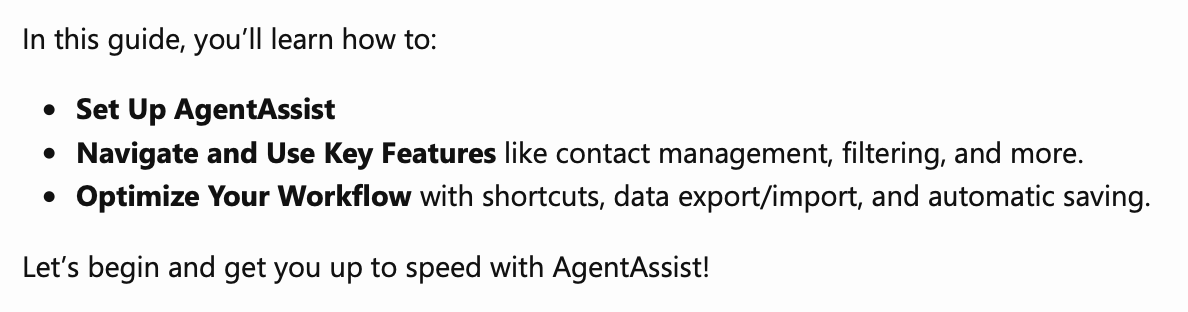 In this guide, you’ll learn how to:
• Set Up AgentAssist
• Navigate and Use Key Features like contact management, filtering, and more.
• Optimize Your Workflow with shortcuts, data export/import, and automatic saving.
Let’s begin and get you up to speed with AgentAssist!